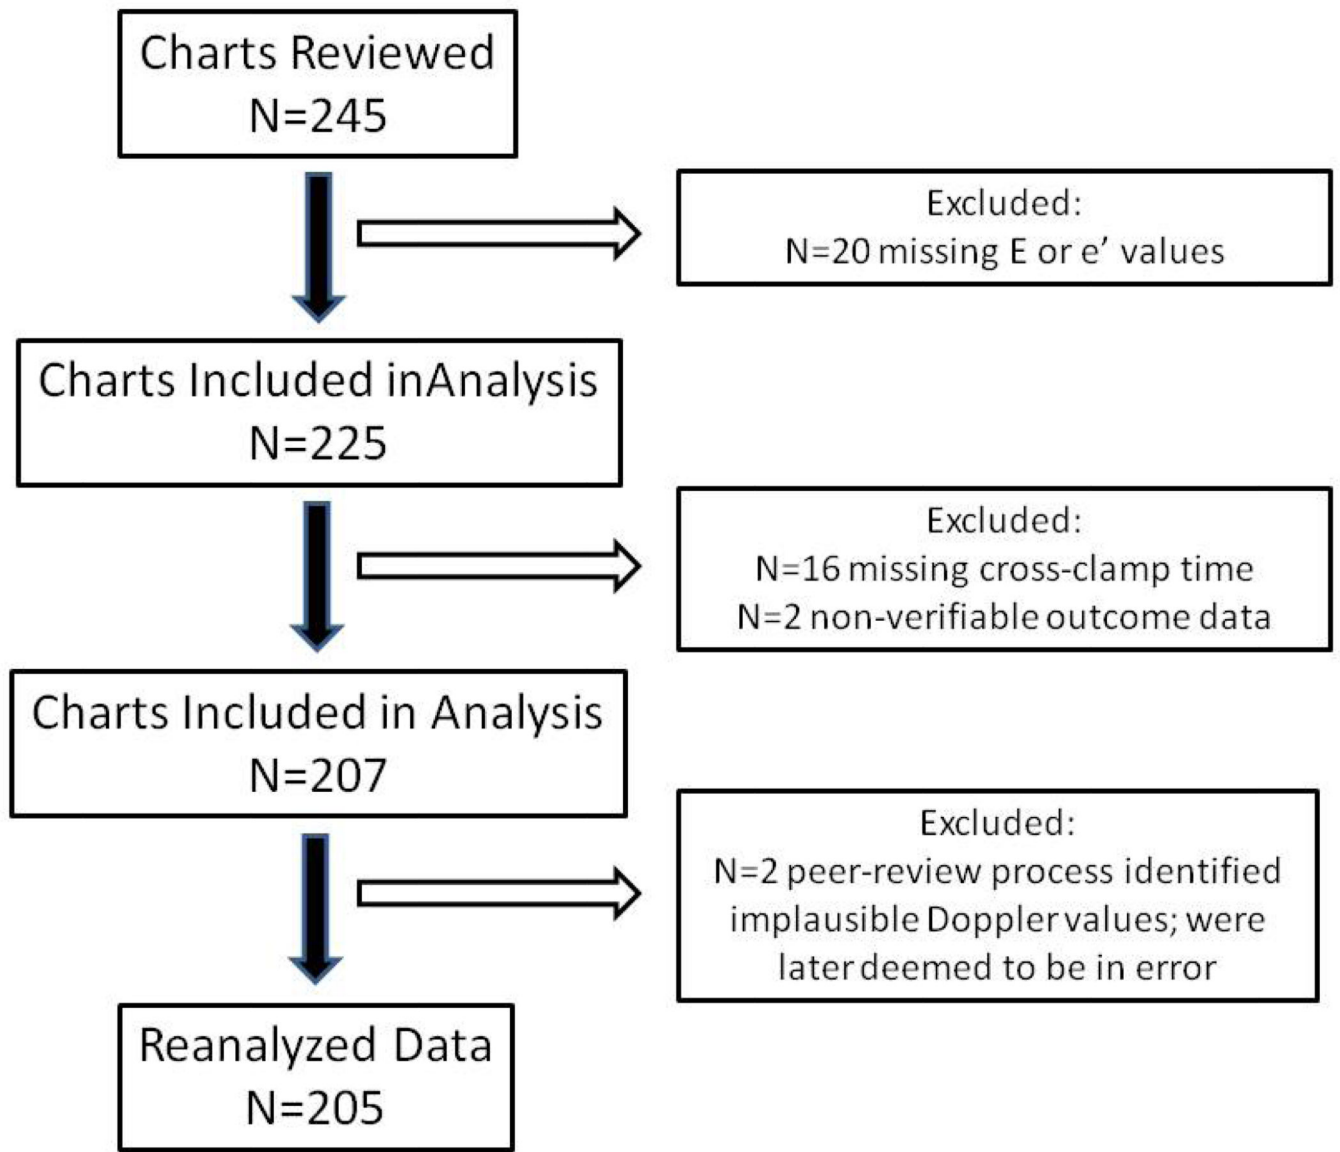 Charts Reviewed
N=245
Excluded:
N=20 missing E or e’ values
Charts Included inAnalysis
N=225
Excluded:
N=16 missing cross-clamp time
N=2 non-verifiable outcome data
Charts Included in Analysis
N=207
Excluded:
N=2 peer-review process identified
implausible Doppler values; were
later deemed to be in error
Reanalyzed Data
N=205